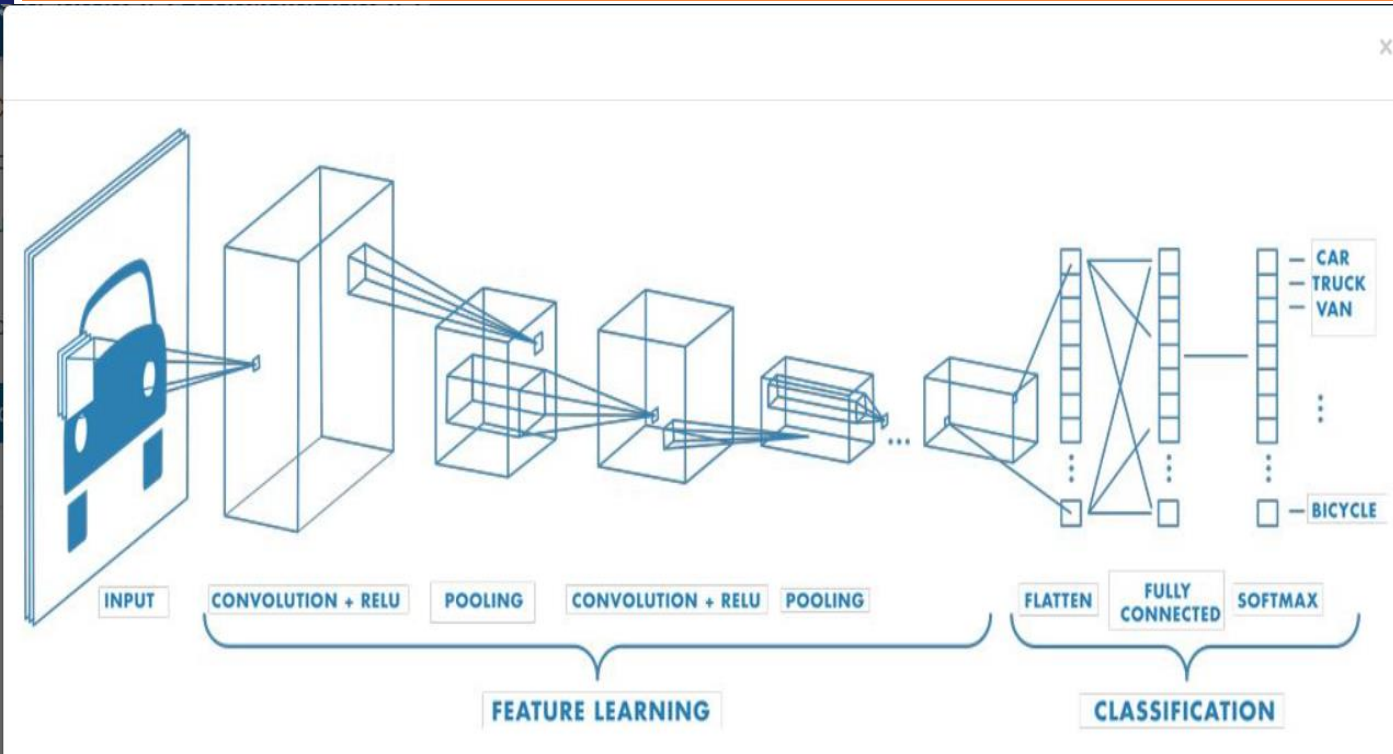 CAR
TRUCK
VAN
BICYCLE
INPUT
CONVOLUTION + RELU
POOLING
CONVOLUTION + RELU
POOLING
FLATTEN
FULLY
CONNECTED
SOFTMAX
FEATURE LEARNING
CLASSIFICATION